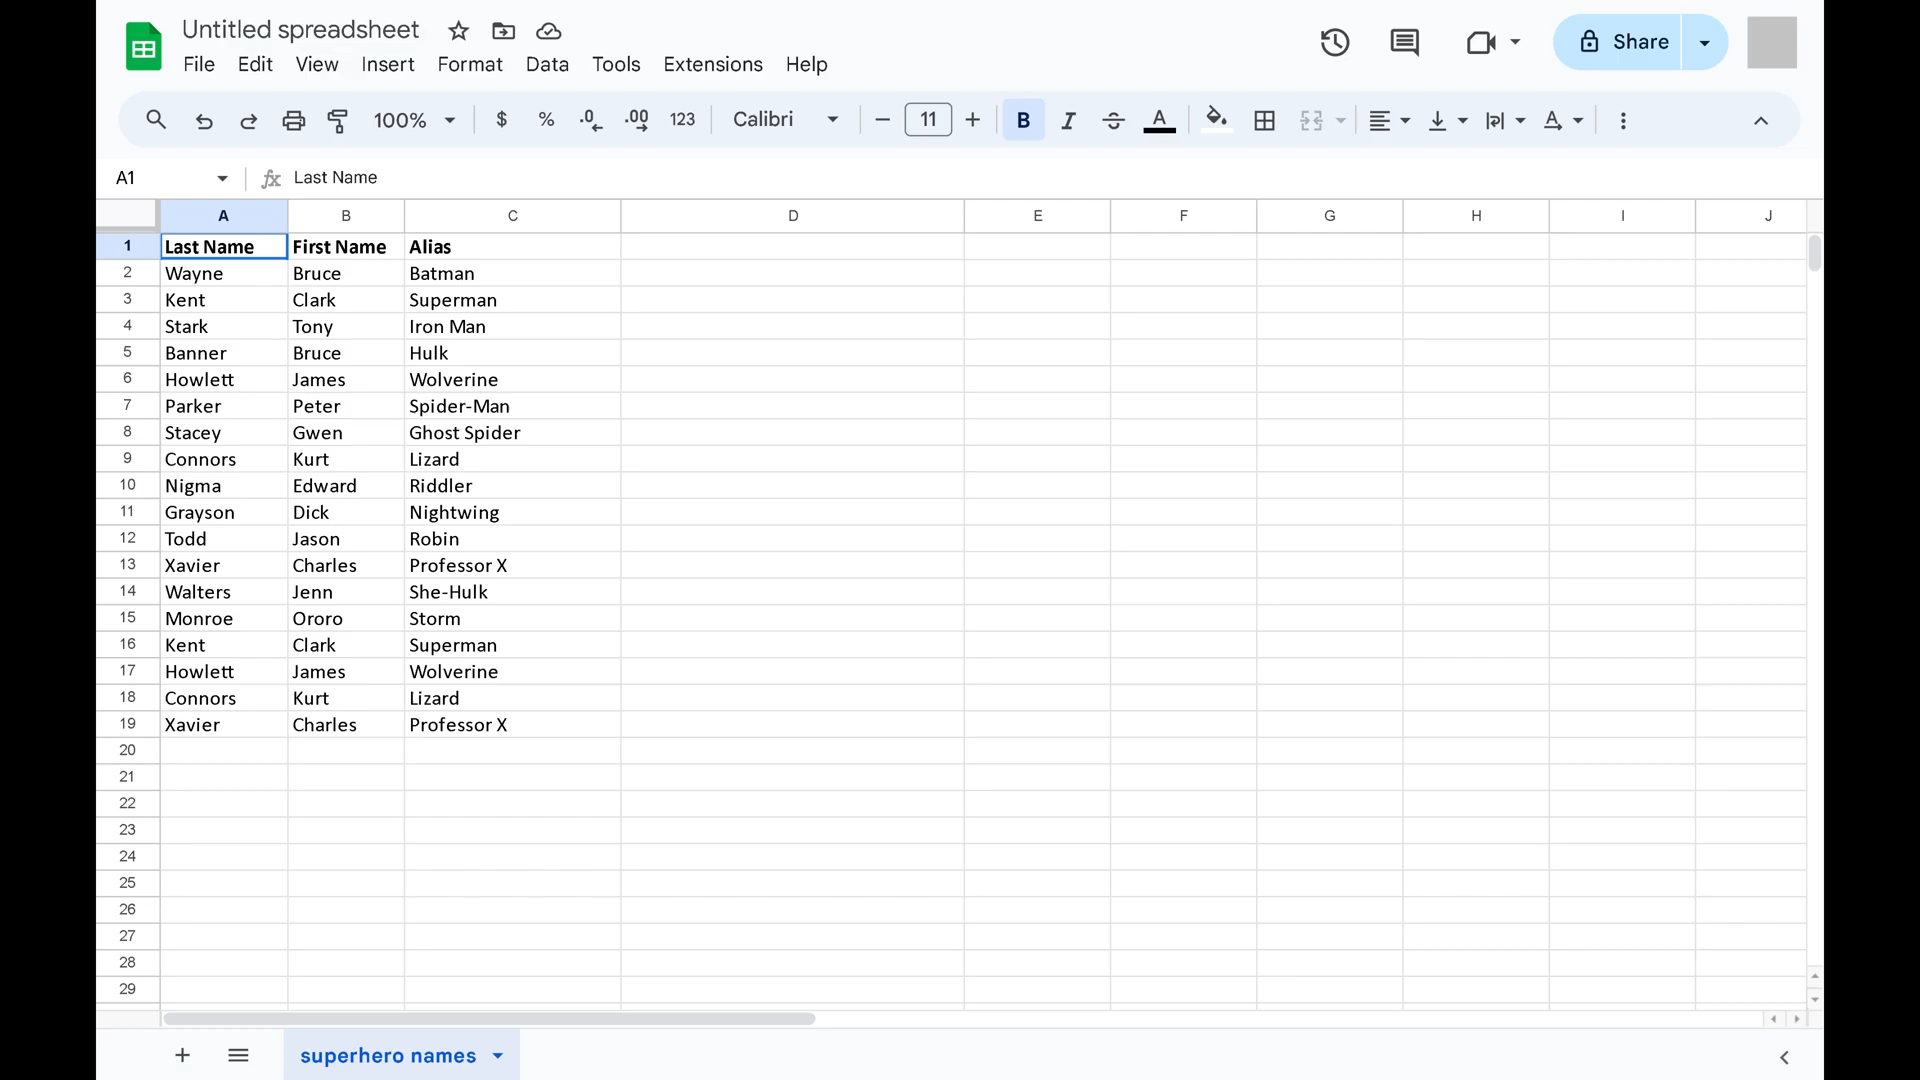 Untitled spreadsheet
File Edit View Insert Format Data Tools Extensions Help
Share
100% $ % .0 .00 123 Calibri 11 B I S A A
A1 fx Last Name
A B C D E F G H I J
1 Last Name First Name Alias
2 Wayne Bruce Batman
3 Kent Clark Superman
4 Stark Tony Iron Man
5 Banner Bruce Hulk
6 Howlett James Wolverine
7 Parker Peter Spider-Man
8 Stacey Gwen Ghost Spider
9 Connors Kurt Lizard
10 Nigma Edward Riddler
11 Grayson Dick Nightwing
12 Todd Jason Robin
13 Xavier Charles Professor X
14 Walters Jenn She-Hulk
15 Monroe Ororo Storm
16 Kent Clark Superman
17 Howlett James Wolverine
18 Connors Kurt Lizard
19 Xavier Charles Professor X
20
21
22
23
24
25
26
27
28
29
superhero names